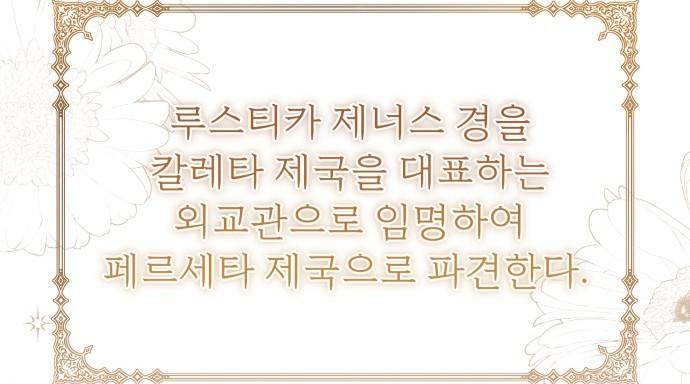 루스티카 제너스 경을
칼레타 제국을 대표하는
외교관으로 임명하여
페르세타 제국으로 파견한다.